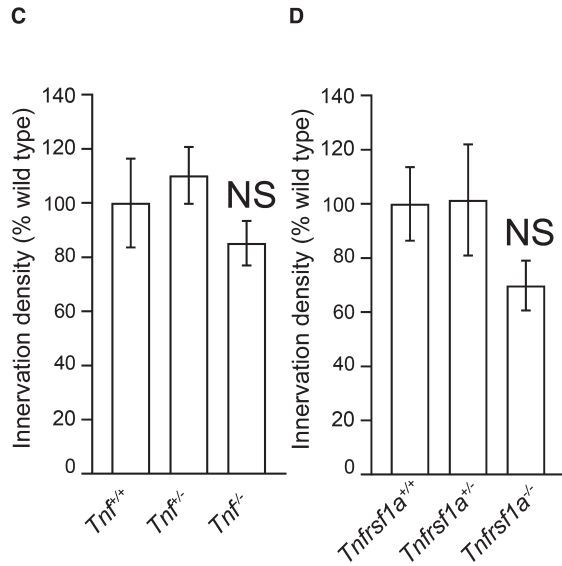 C
Innervation density (% wild type)
140
120
100
80
60
40
20
0
NS
Tnf+/+
Tnf+/-
Tnf-/-
D
Innervation density (% wild type)
140
120
100
80
60
40
20
0
NS
Tnfrsf1a+/+
Tnfrsf1a+/-
Tnfrsf1a-/-